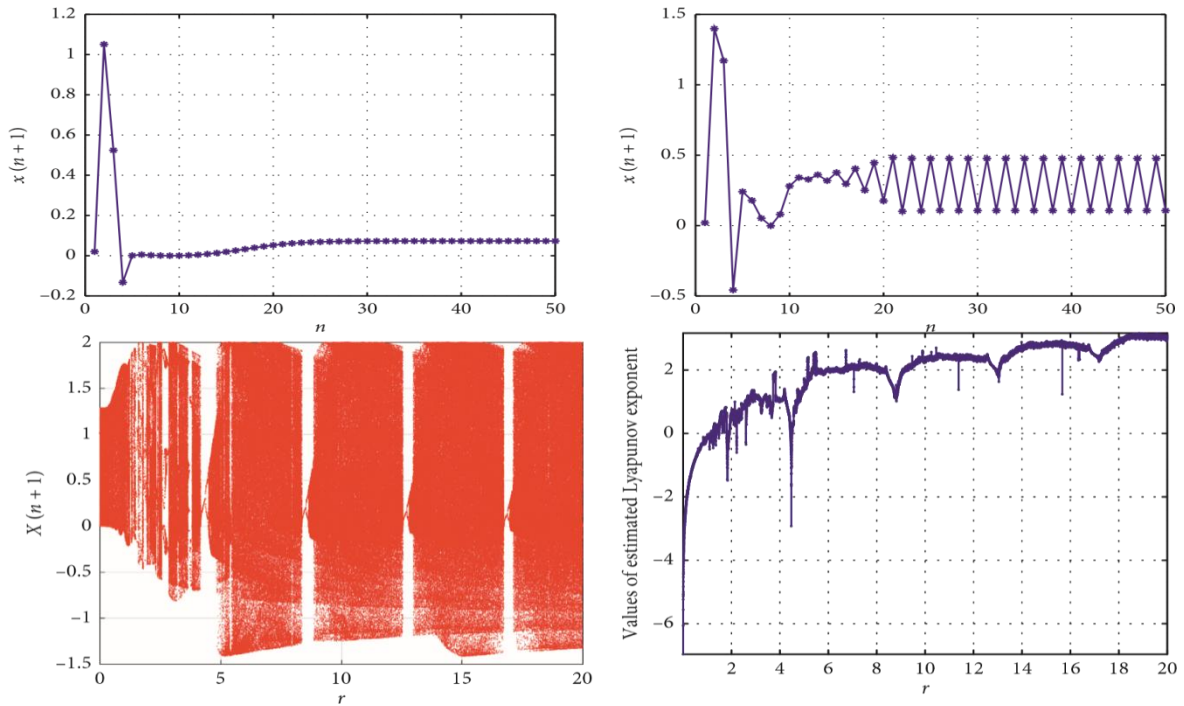 1.2
1
0.8
0.6
0.4
0.2
0
−0.2
x (n + 1)
0 10 20 30 40 50
n
1.5
1
0.5
0
−0.5
x (n + 1)
0 10 20 30 40 50
n
2
1.5
1
0.5
0
−0.5
−1
−1.5
X (n + 1)
0 5 10 15 20
r
2
0
−2
−4
−6
Values of estimated Lyapunov exponent
2 4 6 8 10 12 14 16 18 20
r